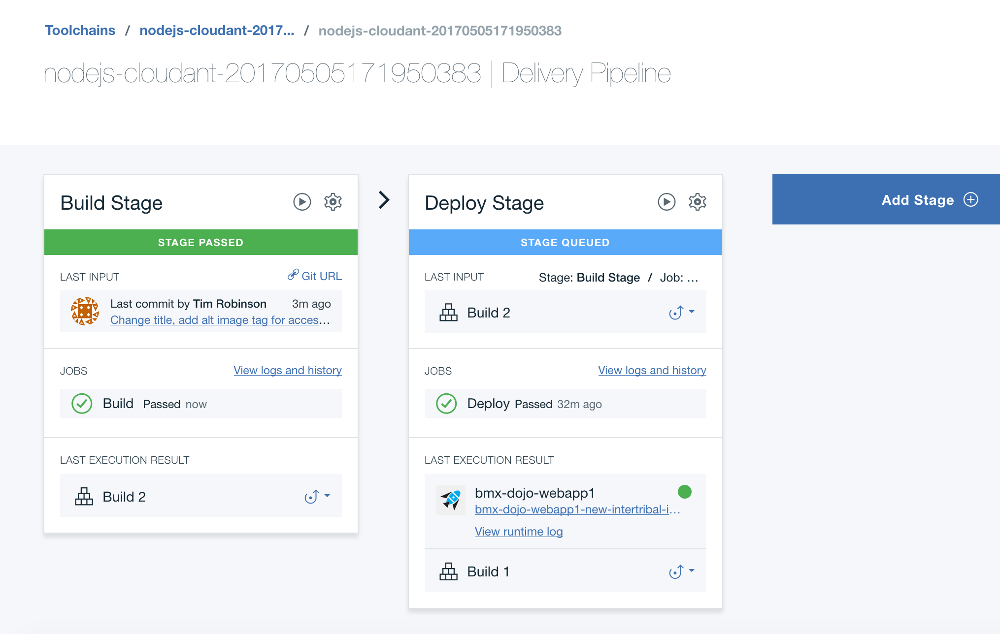 Toolchains / nodejs-cloudant-2017... / nodejs-cloudant-20170505171950383
nodejs-cloudant-20170505171950383 | Delivery Pipeline
Build Stage
STAGE PASSED
LAST INPUT Git URL
Last commit by Tim Robinson 3m ago
Change title, add alt image tag for acces...
JOBS View logs and history
Build Passed now
LAST EXECUTION RESULT
Build 2
Deploy Stage
STAGE QUEUED
LAST INPUT Stage: Build Stage / Job: ...
Build 2
JOBS View logs and history
Deploy Passed 32m ago
LAST EXECUTION RESULT
bmx-dojo-webapp1
bmx-dojo-webapp1-new-intertribal-i...
View runtime log
Build 1
Add Stage